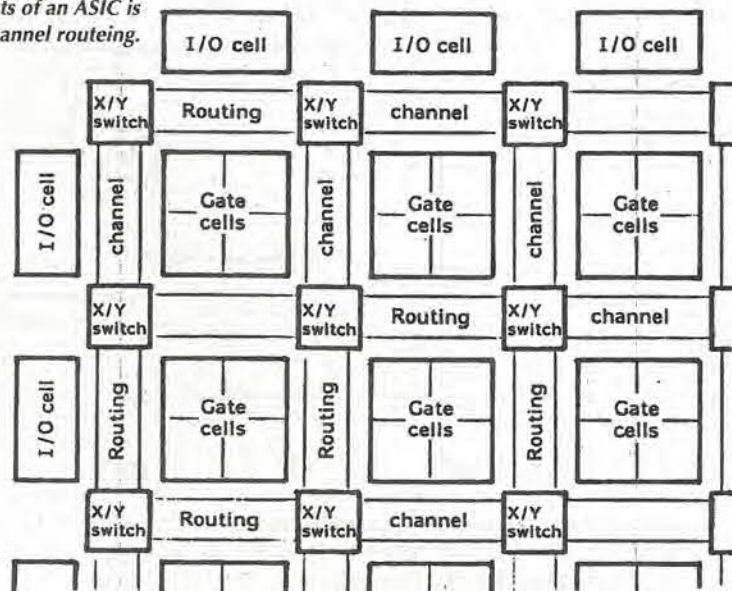 ts of an ASIC is
annel routeing.
I/O cell
I/O cell
I/O cell
X/Y
switch
Routing
X/Y
switch
channel
X/Y
switch
I/O cell
channel
Gate
cells
channel
Gate
cells
channel
Gate
cells
X/Y
switch
X/Y
switch
Routing
X/Y
switch
channel
I/O cell
Routing
Gate
cells
Routing
Gate
cells
Routing
Gate
cells
X/Y
switch
Routing
X/Y
switch
channel
X/Y
switch